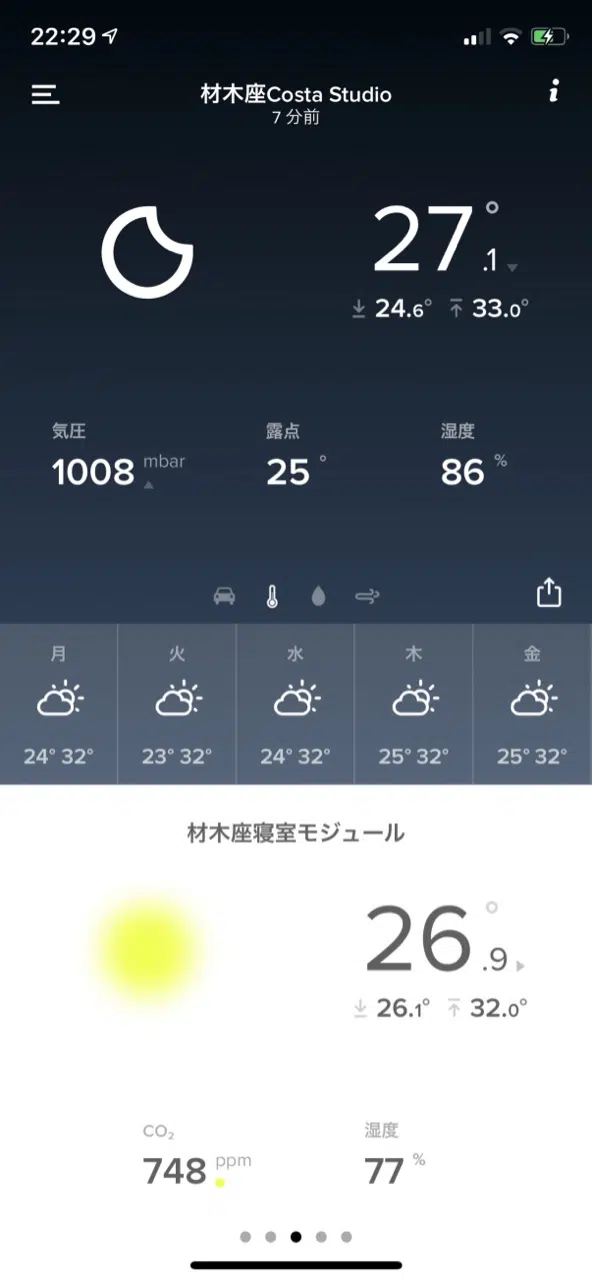 22:29
材木座Costa Studio
7 分前
27.1°
24.6° 33.0°
気圧 露点 湿度
1008 mbar 25° 86 %
月 火 水 木 金
24° 32° 23° 32° 24° 32° 25° 32° 25° 32°
材木座寝室モジュール
26.9°
26.1° 32.0°
CO₂ 湿度
748 ppm 77 %